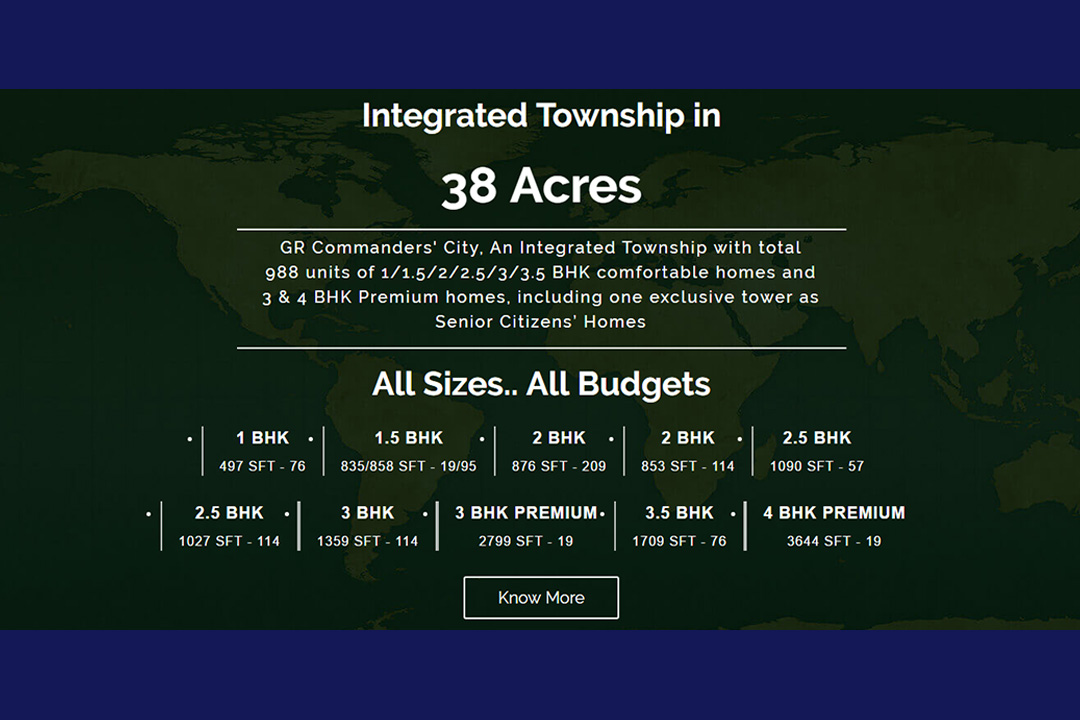 Integrated Township in
38 Acres
GR Commanders' City, An Integrated Township with total
988 units of 1/1.5/2/2.5/3/3.5 BHK comfortable homes and
3 & 4 BHK Premium homes, including one exclusive tower as
Senior Citizens' Homes
All Sizes.. All Budgets
• 1 BHK • 1.5 BHK • 2 BHK • 2 BHK • 2.5 BHK
497 SFT - 76 835/858 SFT - 19/95 876 SFT - 209 853 SFT - 114 1090 SFT - 57
• 2.5 BHK • 3 BHK • 3 BHK PREMIUM • 3.5 BHK • 4 BHK PREMIUM
1027 SFT - 114 1359 SFT - 114 2799 SFT - 19 1709 SFT - 76 3644 SFT - 19
Know More